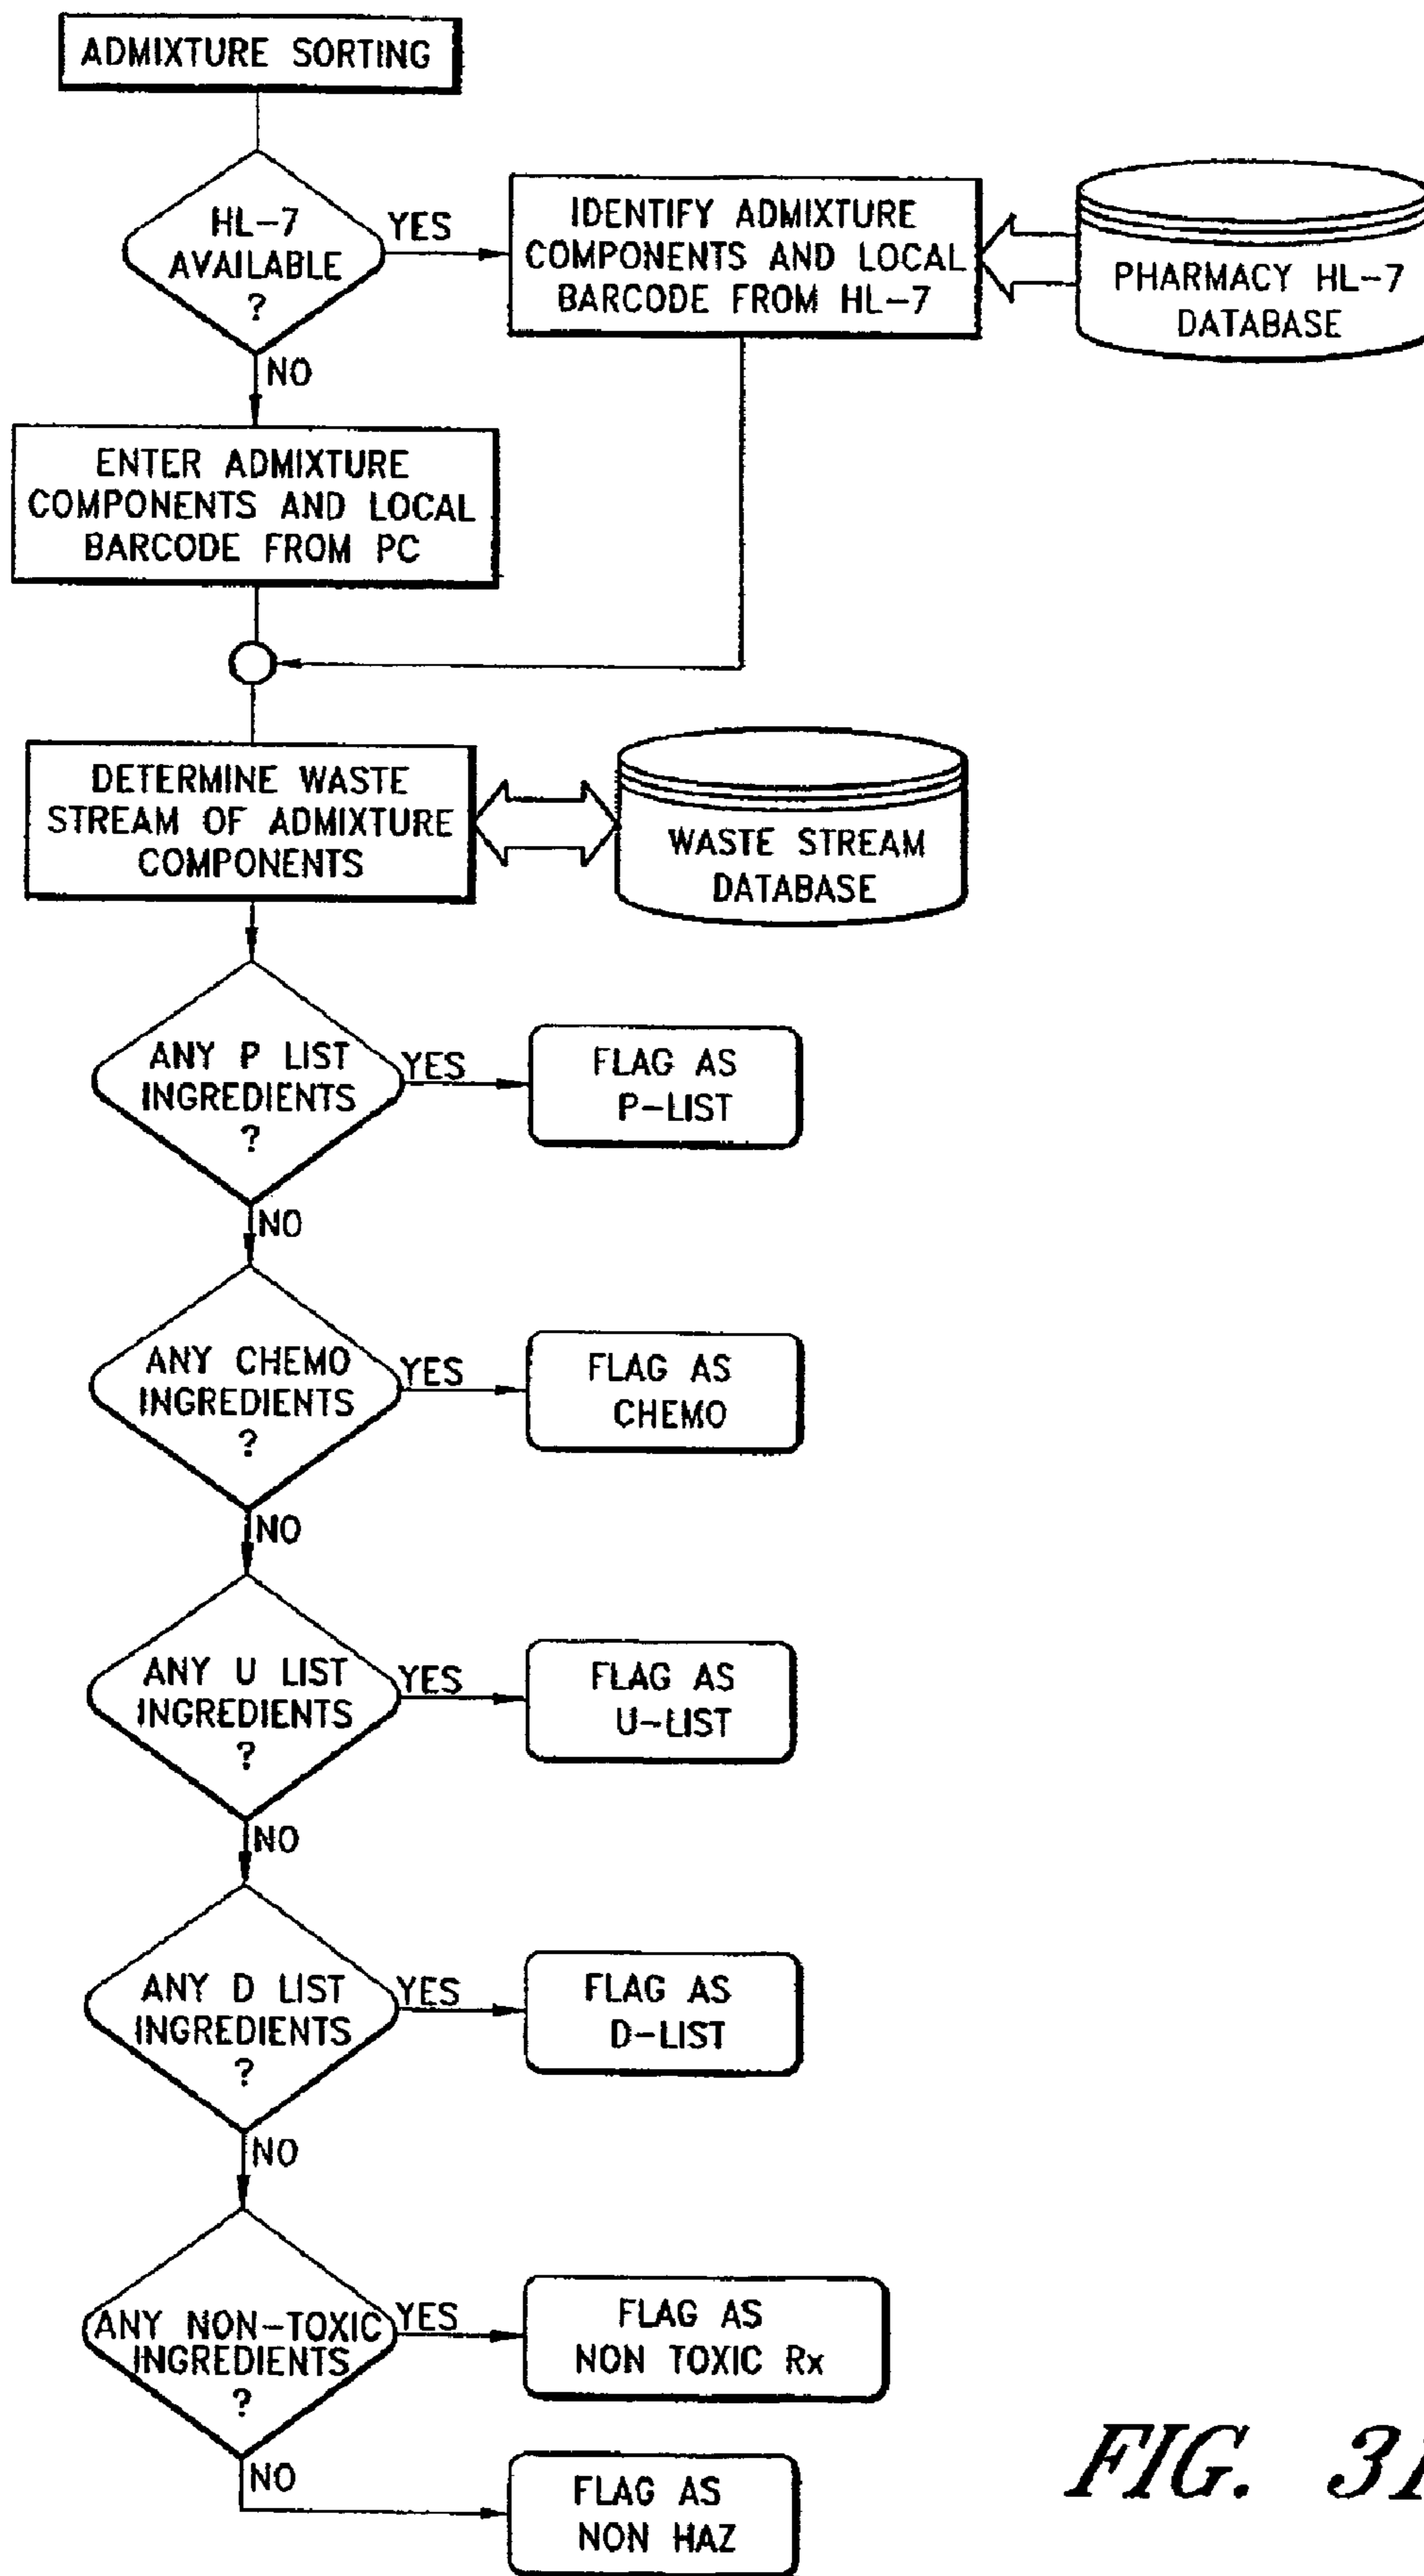 ADMIXTURE SORTING
HL-7
AVAILABLE
?
YES
IDENTIFY ADMIXTURE
COMPONENTS AND LOCAL
BARCODE FROM HL-7
PHARMACY HL-7
DATABASE
NO
ENTER ADMIXTURE
COMPONENTS AND LOCAL
BARCODE FROM PC
DETERMINE WASTE
STREAM OF ADMIXTURE
COMPONENTS
WASTE STREAM
DATABASE
ANY P LIST
INGREDIENTS
?
YES
FLAG AS
P-LIST
NO
ANY CHEMO
INGREDIENTS
?
YES
FLAG AS
CHEMO
NO
ANY U LIST
INGREDIENTS
?
YES
FLAG AS
U-LIST
NO
ANY D LIST
INGREDIENTS
?
YES
FLAG AS
D-LIST
NO
ANY NON-TOXIC
INGREDIENTS
?
YES
FLAG AS
NON TOXIC Rx
NO
FLAG AS
NON HAZ
FIG.